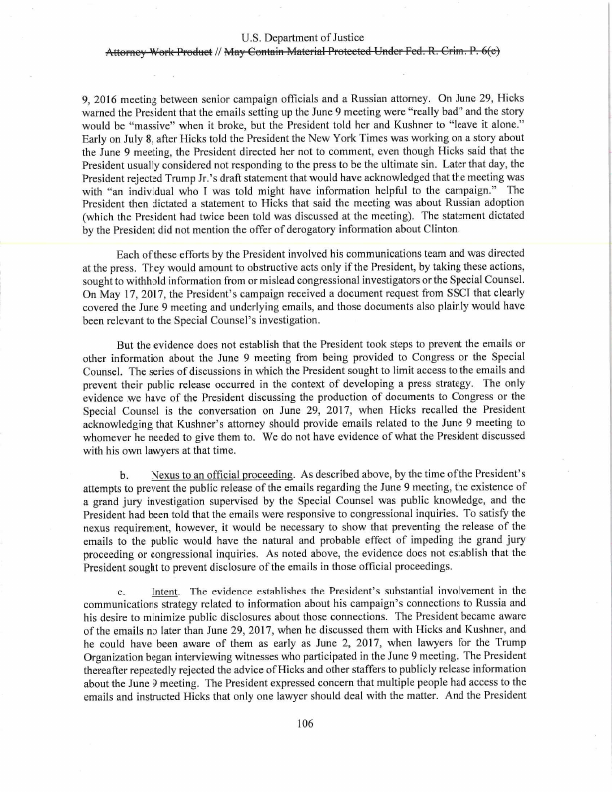 U.S. Department of Justice
Attorney Work Product // May Contain Material Protected Under Fed. R. Crim. P. 6(e)
9, 2016 meeting between senior campaign officials and a Russian attorney. On June 29, Hicks
warned the President that the emails setting up the June 9 meeting were “really bad” and the story
would be “massive” when it broke, but the President told her and Kushner to “leave it alone.”
Early on July 8, after Hicks told the President the New York Times was working on a story about
the June 9 meeting, the President directed her not to comment, even though Hicks said that the
President usually considered not responding to the press to be the ultimate sin. Later that day, the
President rejected Trump Jr.’s draft statement that would have acknowledged that the meeting was
with “an individual who I was told might have information helpful to the campaign.” The
President then dictated a statement to Hicks that said the meeting was about Russian adoption
(which the President had twice been told was discussed at the meeting). The statement dictated
by the President did not mention the offer of derogatory information about Clinton.
Each of these efforts by the President involved his communications team and was directed
at the press. They would amount to obstructive acts only if the President, by taking these actions,
sought to withhold information from or mislead congressional investigators or the Special Counsel.
On May 17, 2017, the President’s campaign received a document request from SSCI that clearly
covered the June 9 meeting and underlying emails, and those documents also plainly would have
been relevant to the Special Counsel’s investigation.
But the evidence does not establish that the President took steps to prevent the emails or
other information about the June 9 meeting from being provided to Congress or the Special
Counsel. The series of discussions in which the President sought to limit access to the emails and
prevent their public release occurred in the context of developing a press strategy. The only
evidence we have of the President discussing the production of documents to Congress or the
Special Counsel is the conversation on June 29, 2017, when Hicks recalled the President
acknowledging that Kushner’s attorney should provide emails related to the June 9 meeting to
whomever he needed to give them to. We do not have evidence of what the President discussed
with his own lawyers at that time.
b. Nexus to an official proceeding. As described above, by the time of the President’s
attempts to prevent the public release of the emails regarding the June 9 meeting, the existence of
a grand jury investigation supervised by the Special Counsel was public knowledge, and the
President had been told that the emails were responsive to congressional inquiries. To satisfy the
nexus requirement, however, it would be necessary to show that preventing the release of the
emails to the public would have the natural and probable effect of impeding the grand jury
proceeding or congressional inquiries. As noted above, the evidence does not establish that the
President sought to prevent disclosure of the emails in those official proceedings.
c. Intent. The evidence establishes the President’s substantial involvement in the
communications strategy related to information about his campaign’s connections to Russia and
his desire to minimize public disclosures about those connections. The President became aware
of the emails no later than June 29, 2017, when he discussed them with Hicks and Kushner, and
he could have been aware of them as early as June 2, 2017, when lawyers for the Trump
Organization began interviewing witnesses who participated in the June 9 meeting. The President
thereafter repeatedly rejected the advice of Hicks and other staffers to publicly release information
about the June 9 meeting. The President expressed concern that multiple people had access to the
emails and instructed Hicks that only one lawyer should deal with the matter. And the President
106